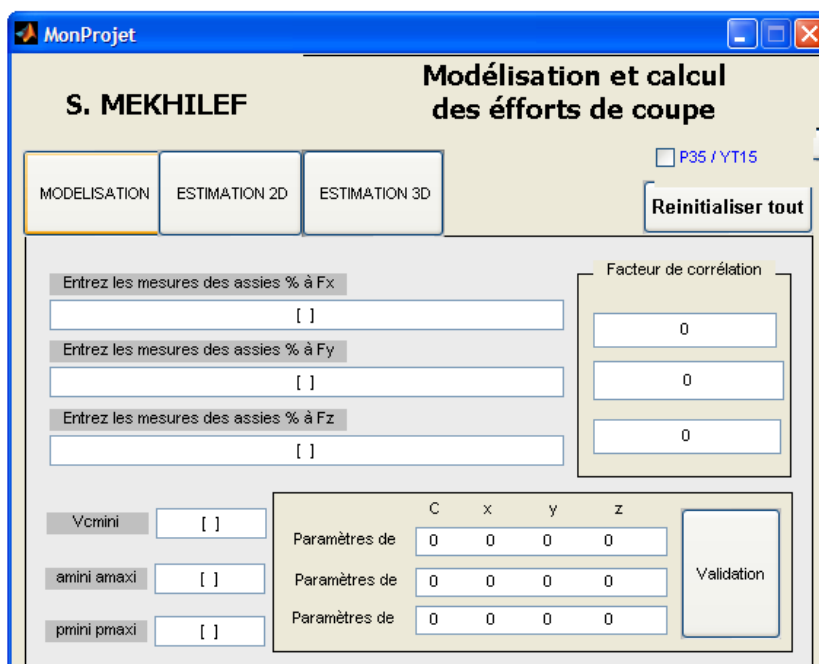 MonProjet
S. MEKHILEF
Modélisation et calcul
des éfforts de coupe
P35 / YT15
MODELISATION
ESTIMATION 2D
ESTIMATION 3D
Reinitialiser tout
Entrez les mesures des assies % à Fx
[ ]
Entrez les mesures des assies % à Fy
[ ]
Entrez les mesures des assies % à Fz
[ ]
Facteur de corrélation
0
0
0
Vcmini
[ ]
amini amaxi
[ ]
pmini pmaxi
[ ]
C x y z
Paramètres de 0 0 0 0
Paramètres de 0 0 0 0
Paramètres de 0 0 0 0
Validation